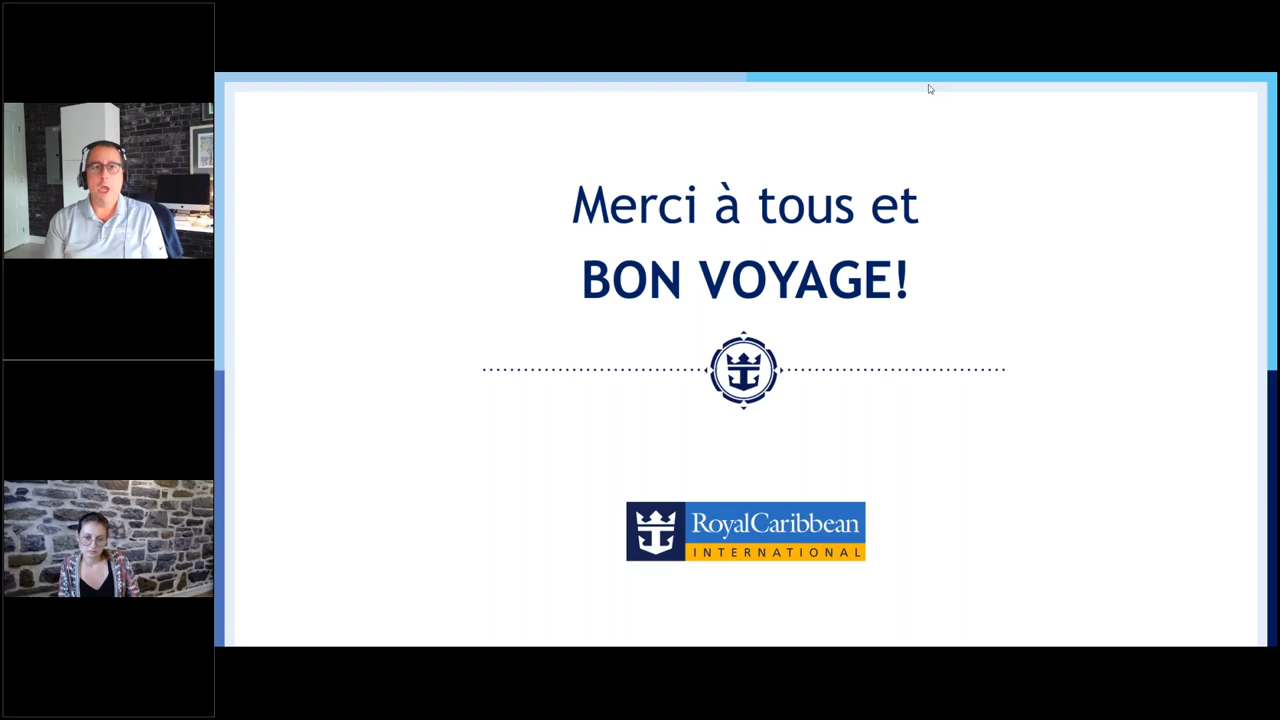 Merci à tous et
BON VOYAGE!
RoyalCaribbean
INTERNATIONAL